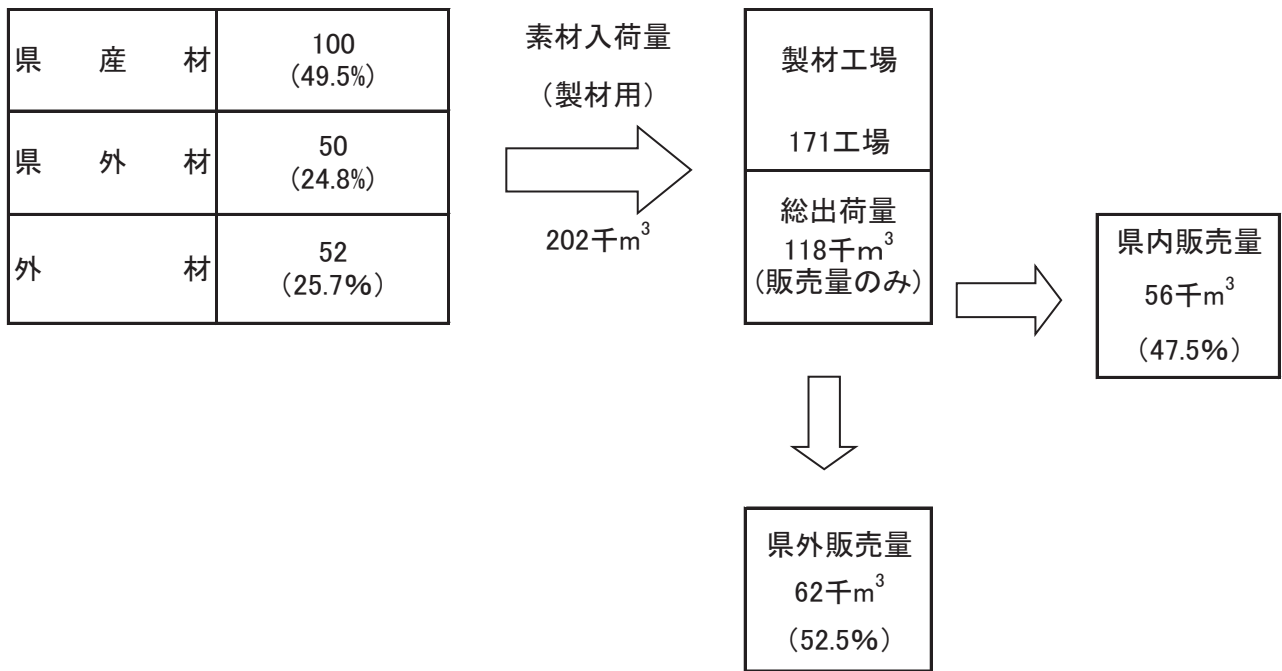 県産材
100
(49.5%)
県外材
50
(24.8%)
外材
52
(25.7%)
素材入荷量
(製材用)
202千m³
製材工場
171工場
総出荷量
118千m³
(販売量のみ)
県内販売量
56千m³
(47.5%)
県外販売量
62千m³
(52.5%)